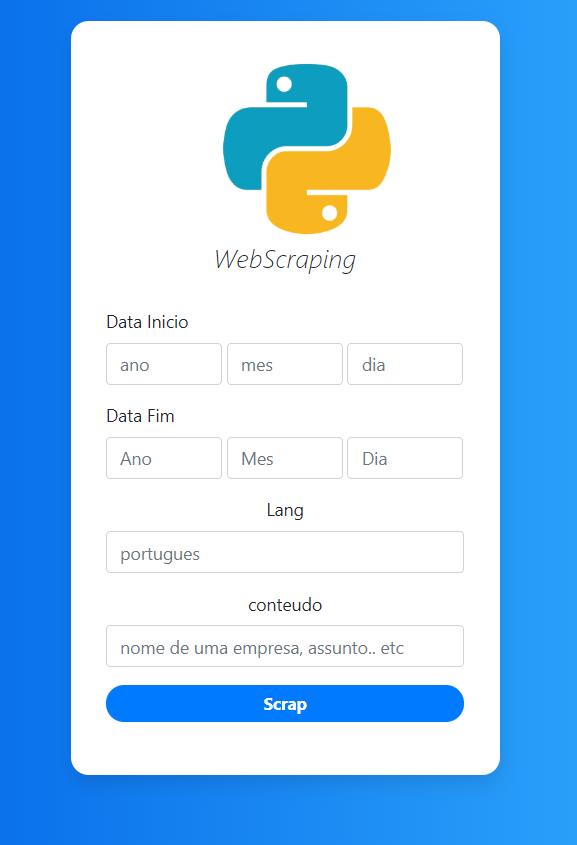 WebScraping
Data Inicio
ano mes dia
Data Fim
Ano Mes Dia
Lang
portugues
conteudo
nome de uma empresa, assunto.. etc
Scrap